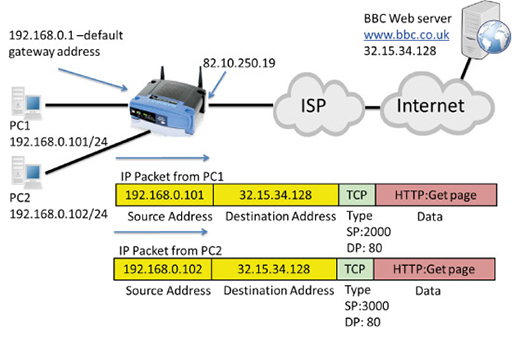 BBC Web server
www.bbc.co.uk
32.15.34.128
192.168.0.1 –default
gateway address
82.10.250.19
ISP
Internet
PC1
192.168.0.101/24
PC2
192.168.0.102/24
IP Packet from PC1
192.168.0.101 32.15.34.128 TCP HTTP:Get page
Source Address Destination Address Type Data
SP:2000
DP: 80
IP Packet from PC2
192.168.0.102 32.15.34.128 TCP HTTP:Get page
Source Address Destination Address Type Data
SP:3000
DP: 80